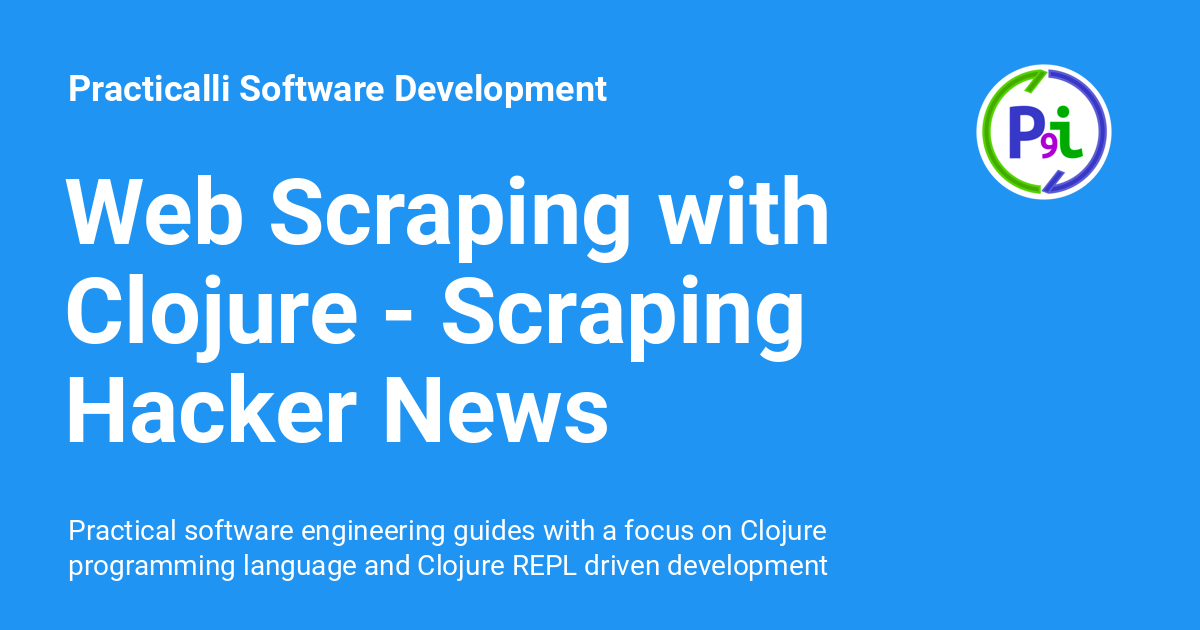 Practicalli Software Development
P9i
Web Scraping with
Clojure - Scraping
Hacker News
Practical software engineering guides with a focus on Clojure
programming language and Clojure REPL driven development